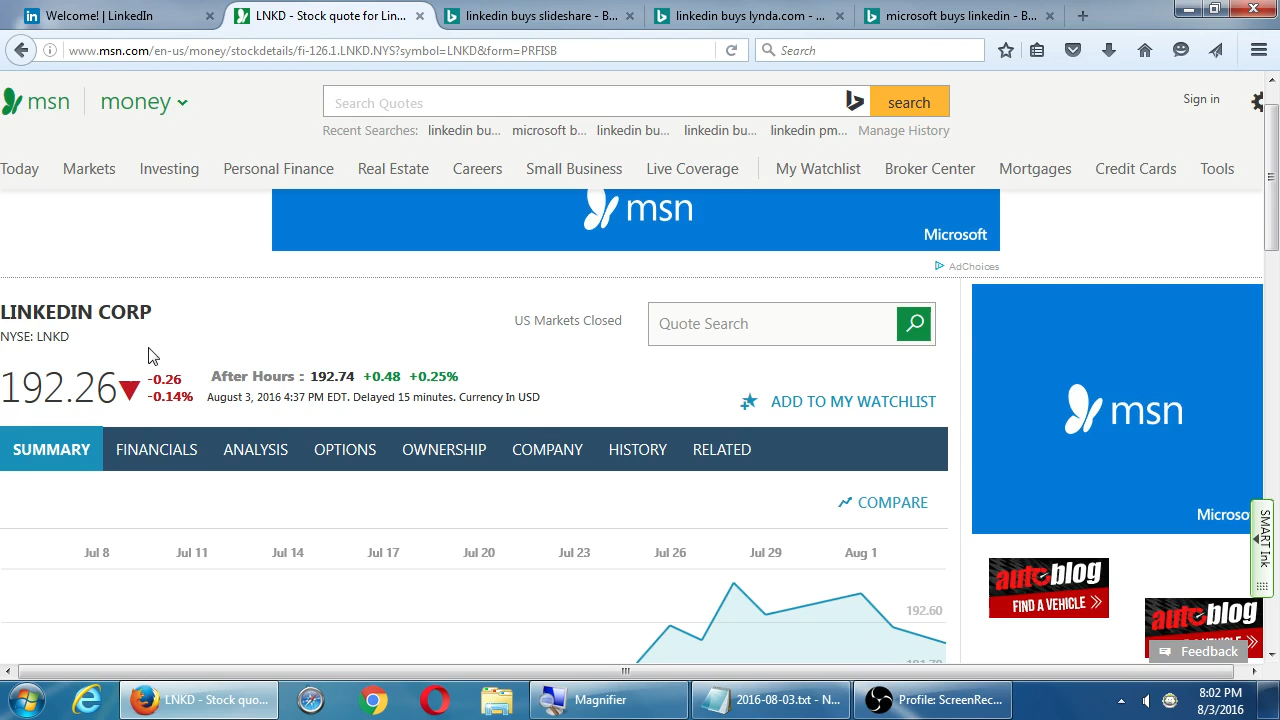 Welcome! | LinkedIn
LNKD - Stock quote for Lin...
linkedin buys slideshare - B...
linkedin buys lynda.com - ...
microsoft buys linkedin - B...
www.msn.com/en-us/money/stockdetails/fi-126.1.LNKD.NYS?symbol=LNKD&form=PRFISB
Search
msn
money
Search Quotes
search
Sign in
Recent Searches: linkedin bu... microsoft b... linkedin bu... linkedin bu... linkedin pm... Manage History
Today Markets Investing Personal Finance Real Estate Careers Small Business Live Coverage My Watchlist Broker Center Mortgages Credit Cards Tools
msn
Microsoft
AdChoices
LINKEDIN CORP
NYSE: LNKD
US Markets Closed
Quote Search
192.26
-0.26
-0.14%
After Hours : 192.74 +0.48 +0.25%
August 3, 2016 4:37 PM EDT. Delayed 15 minutes. Currency In USD
ADD TO MY WATCHLIST
SUMMARY FINANCIALS ANALYSIS OPTIONS OWNERSHIP COMPANY HISTORY RELATED
COMPARE
Jul 8 Jul 11 Jul 14 Jul 17 Jul 20 Jul 23 Jul 26 Jul 29 Aug 1
192.60
msn
Microso
SMART Ink
autoblog
FIND A VEHICLE
autoblog
Feedback
LNKD - Stock quo...
Magnifier
2016-08-03.txt - N...
Profile: ScreenRec...
8:02 PM
8/3/2016